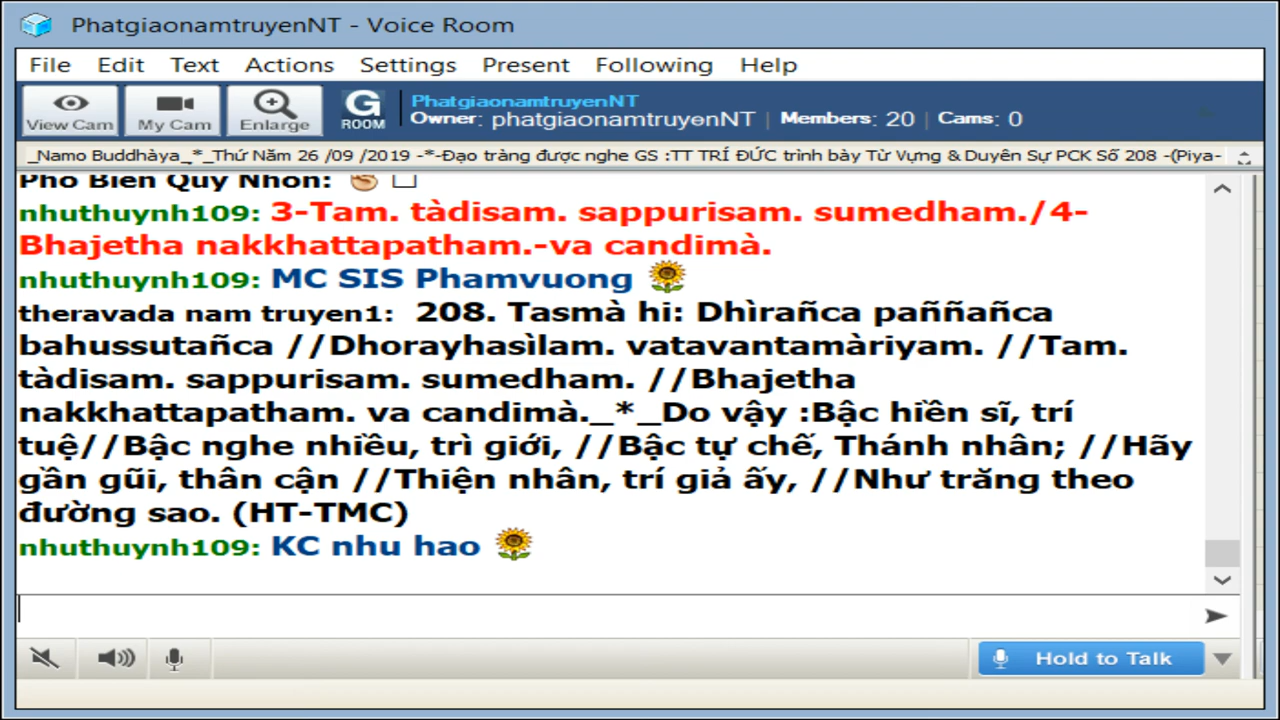 PhatgiaonamtruyenNT - Voice Room
File Edit Text Actions Settings Present Following Help
View Cam My Cam Enlarge G ROOM PhatgiaonamtruyenNT
Owner: phatgiaonamtruyenNT | Members: 20 | Cams: 0
_Namo Buddhàya_*_Thứ Năm 26 /09 /2019 -*-Đạo tràng được nghe GS :TT TRÍ ĐỨC trình bày Từ Vựng & Duyên Sự PCK Số 208 -(Piya-
Pho Bien Quy Nhon:
nhuthuynh109: 3-Tam. tàdisam. sappurisam. sumedham./4-
Bhajetha nakkhattapatham.-va candimà.
nhuthuynh109: MC SIS Phamvuong
theravada nam truyen1: 208. Tasmà hi: Dhìrañca paññañca
bahussutañca //Dhorayhasìlam. vatavantamàriyam. //Tam.
tàdisam. sappurisam. sumedham. //Bhajetha
nakkhattapatham. va candimà._*_Do vậy :Bậc hiền sĩ, trí
tuệ//Bậc nghe nhiều, trì giới, //Bậc tự chế, Thánh nhân; //Hãy
gần gũi, thân cận //Thiện nhân, trí giả ấy, //Như trăng theo
đường sao. (HT-TMC)
nhuthuynh109: KC nhu hao
Hold to Talk